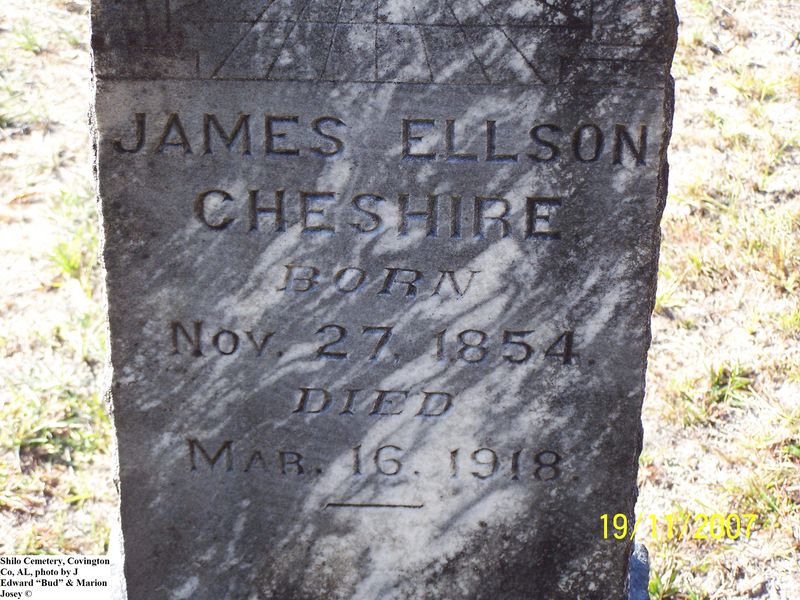 JAMES ELLSON
CHESHIRE
BORN
NOV. 27, 1854.
DIED
MAR. 16. 1918.
19/11/2007
Shilo Cemetery, Covington
Co, AL, photo by J
Edward “Bud” & Marion
Josey ©